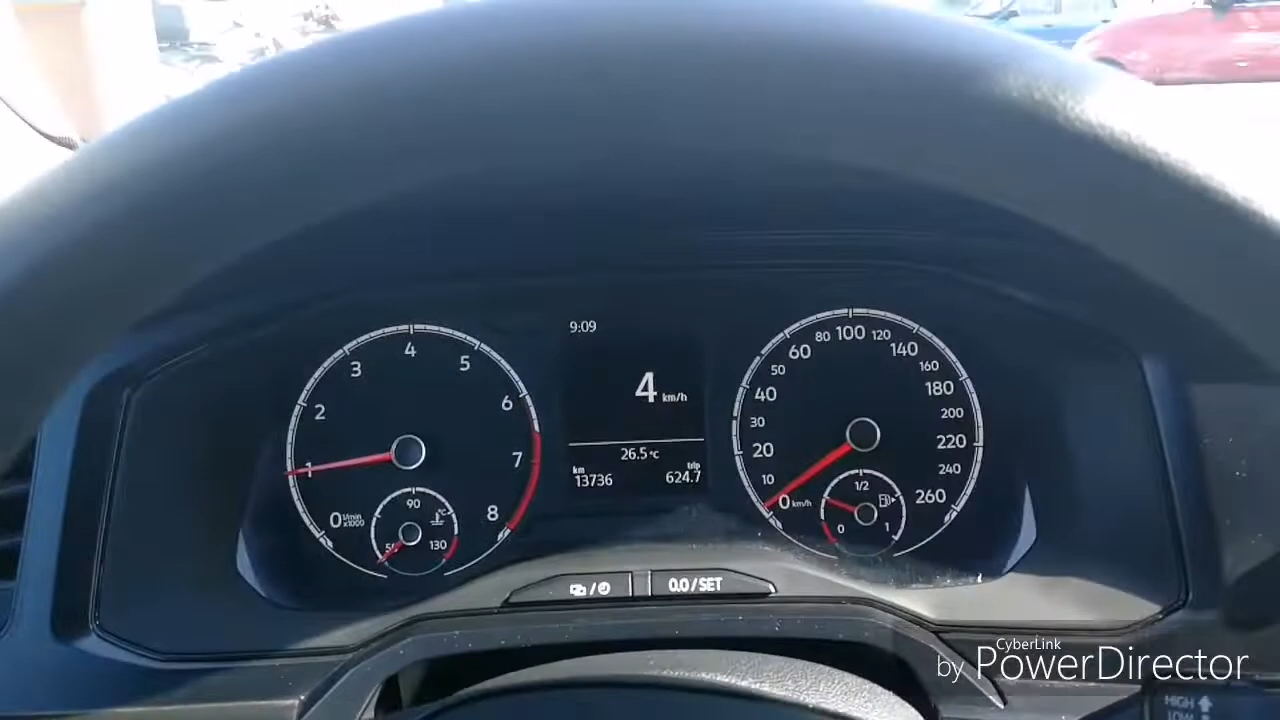 9:09
4 km/h
26.5 °C
km
trip
13736
624.7
0 1 2 3 4 5 6 7 8
1/min
x1000
50 90 130
°C
0 10 20 30 40 50 60 80 100 120 140 160 180 200 220 240 260
km/h
0 1/2 1
0.0 / SET
CyberLink
by PowerDirector
HIGH
LOW